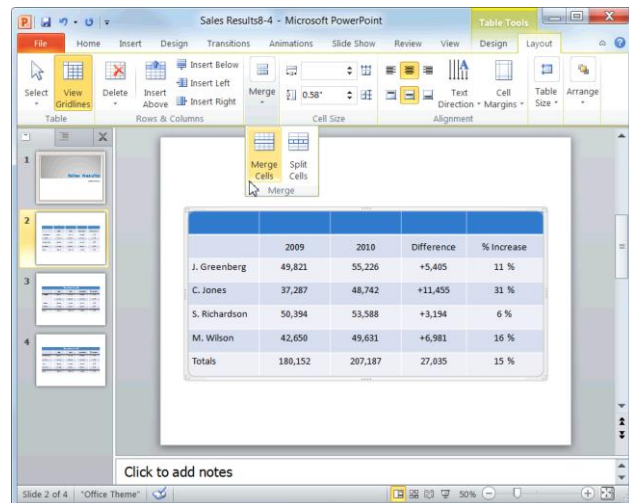 Sales Results8-4 - Microsoft PowerPoint
Table Tools
File Home Insert Design Transitions Animations Slide Show Review View Design Layout
Select
View Gridlines
Delete
Insert Above
Insert Below
Insert Left
Insert Right
Merge
0.58"
Text Direction
Cell Margins
Table Size
Arrange
Table
Rows & Columns
Cell Size
Alignment
Merge Cells
Split Cells
Merge
1
2
3
4
2009 2010 Difference % Increase
J. Greenberg 49,821 55,226 +5,405 11 %
C. Jones 37,287 48,742 +11,455 31 %
S. Richardson 50,394 53,588 +3,194 6 %
M. Wilson 42,650 49,631 +6,981 16 %
Totals 180,152 207,187 27,035 15 %
Click to add notes
Slide 2 of 4 "Office Theme" 50%